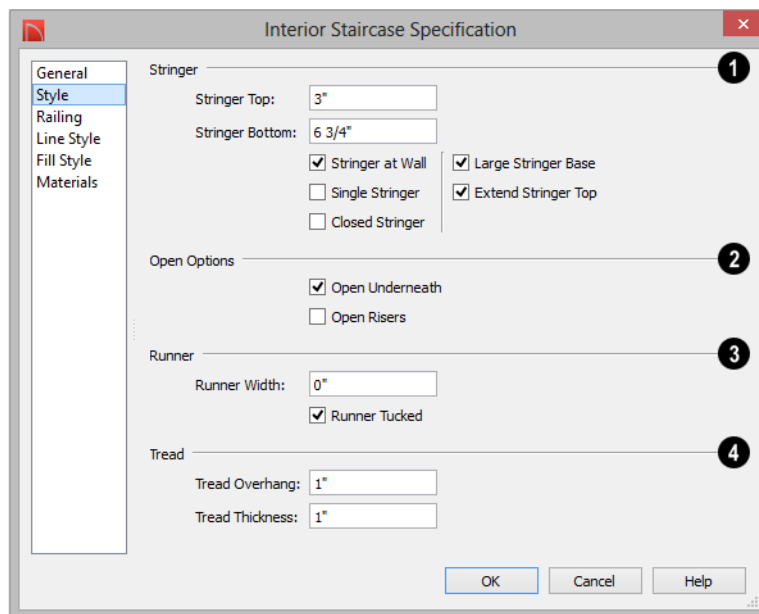 Interior Staircase Specification
General
Style
Railing
Line Style
Fill Style
Materials
Stringer 1
Stringer Top: 3"
Stringer Bottom: 6 3/4"
Stringer at Wall Large Stringer Base
Single Stringer Extend Stringer Top
Closed Stringer
Open Options 2
Open Underneath
Open Risers
Runner 3
Runner Width: 0"
Runner Tucked
Tread 4
Tread Overhang: 1"
Tread Thickness: 1"
OK Cancel Help